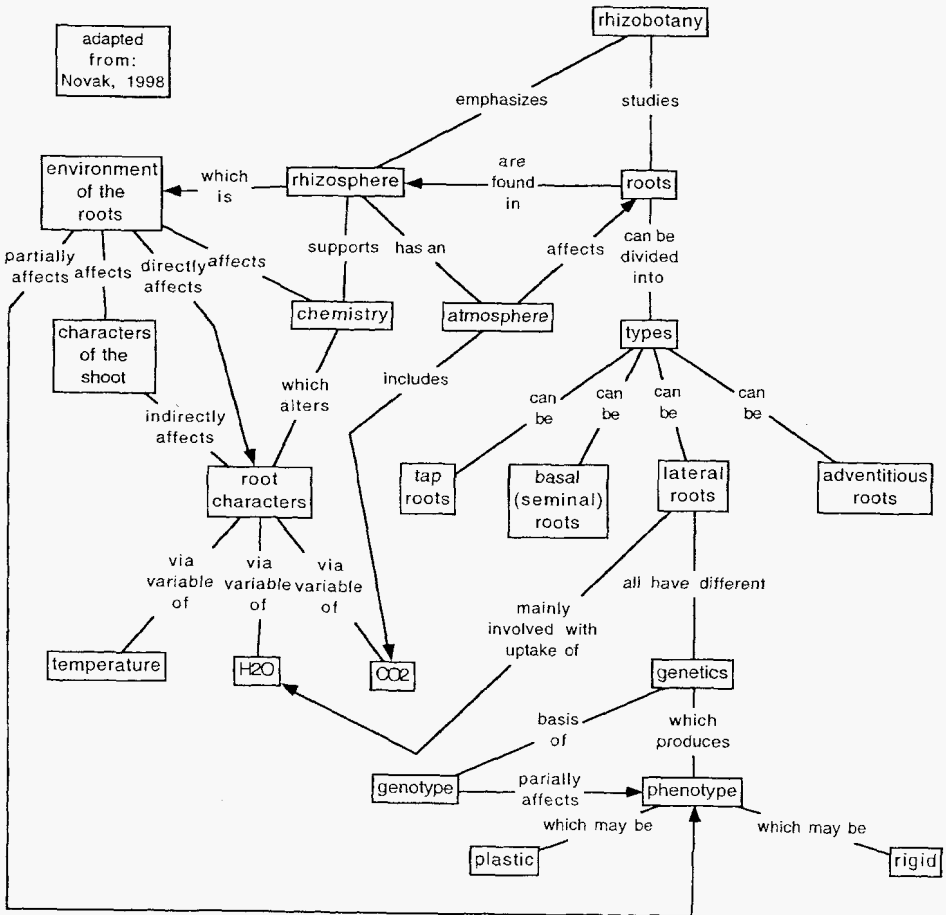 rhizobotany
adapted
from:
Novak, 1998
emphasizes
studies
environment
of the
roots
which
is
rhizosphere
are
found
in
roots
partially
affects
affects
directly
affects
affects
supports
has an
affects
can be
divided
into
chemistry
atmosphere
types
characters
of the
shoot
which
alters
includes
can
be
can
be
can
be
can
be
indirectly
affects
root
characters
tap
roots
basal
(seminal)
roots
lateral
roots
adventitious
roots
via
variable
of
via
variable
of
via
variable
of
mainly
involved with
uptake of
all have different
temperature
H2O
CO2
genetics
basis
of
which
produces
genotype
parially
affects
phenotype
which may be
which may be
plastic
rigid